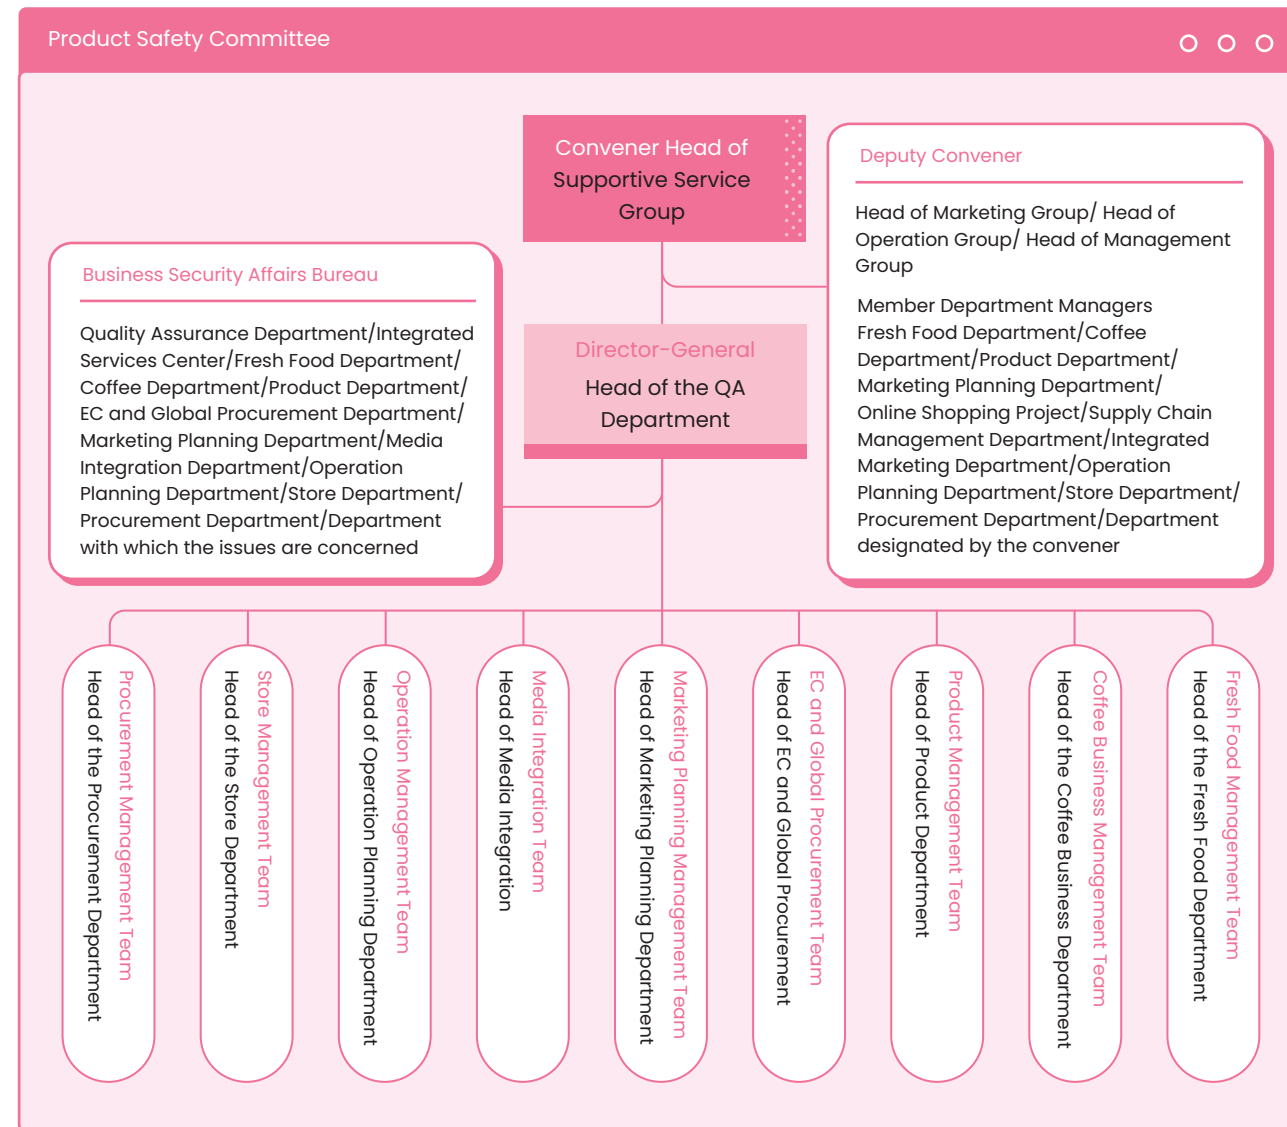 Product Safety Committee
Convener Head of
Supportive Service
Group
Deputy Convener
Head of Marketing Group/ Head of
Operation Group/ Head of Management
Group
Member Department Managers
Fresh Food Department/Coffee
Department/Product Department/
Marketing Planning Department/
Online Shopping Project/Supply Chain
Management Department/Integrated
Marketing Department/Operation
Planning Department/Store Department/
Procurement Department/Department
designated by the convener
Business Security Affairs Bureau
Quality Assurance Department/Integrated
Services Center/Fresh Food Department/
Coffee Department/Product Department/
EC and Global Procurement Department/
Marketing Planning Department/Media
Integration Department/Operation
Planning Department/Store Department/
Procurement Department/Department
with which the issues are concerned
Director-General
Head of the QA
Department
Procurement Management Team
Head of the Procurement Department
Store Management Team
Head of the Store Department
Operation Management Team
Head of Operation Planning Department
Media Integration Team
Head of Media Integration
Marketing Planning Management Team
Head of Marketing Planning Department
EC and Global Procurement Team
Head of EC and Global Procurement
Product Management Team
Head of Product Department
Coffee Business Management Team
Head of the Coffee Business Department
Fresh Food Management Team
Head of the Fresh Food Department